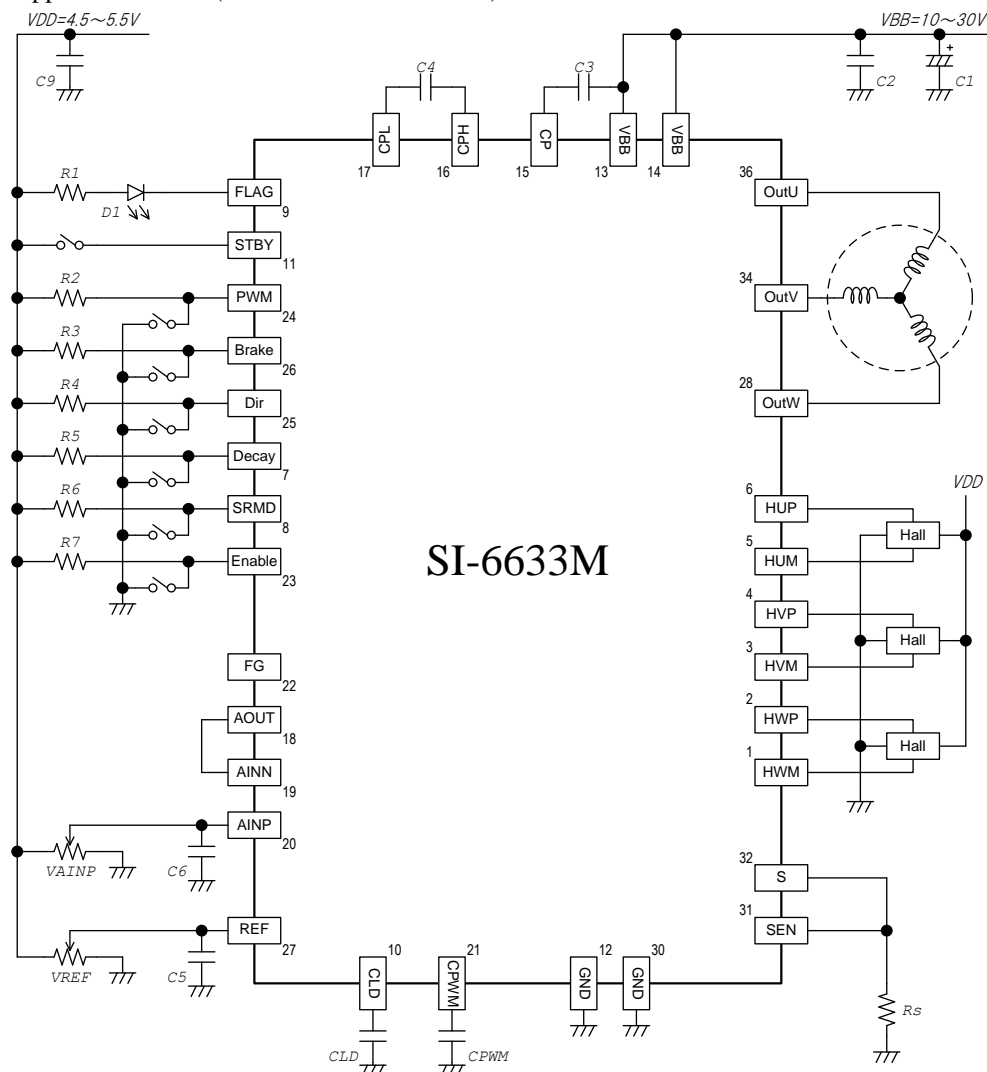 VDD=4.5～5.5V
VBB=10～30V
C9
C4
C3
C2
+
C1
CPL
CPH
CP
VBB
VBB
17
16
15
13
14
R1
D1
FLAG
9
STBY
11
R2
PWM
24
R3
Brake
26
R4
Dir
25
R5
Decay
7
R6
SRMD
8
R7
Enable
23
FG
22
AOUT
18
AINN
19
AINP
20
VAINP
C6
REF
27
VREF
C5
SI-6633M
36
OutU
34
OutV
28
OutW
VDD
6
HUP
Hall
5
HUM
4
HVP
Hall
3
HVM
2
HWP
Hall
1
HWM
32
S
31
SEN
Rs
10
CLD
21
CPWM
12
GND
30
GND
CLD
CPWM